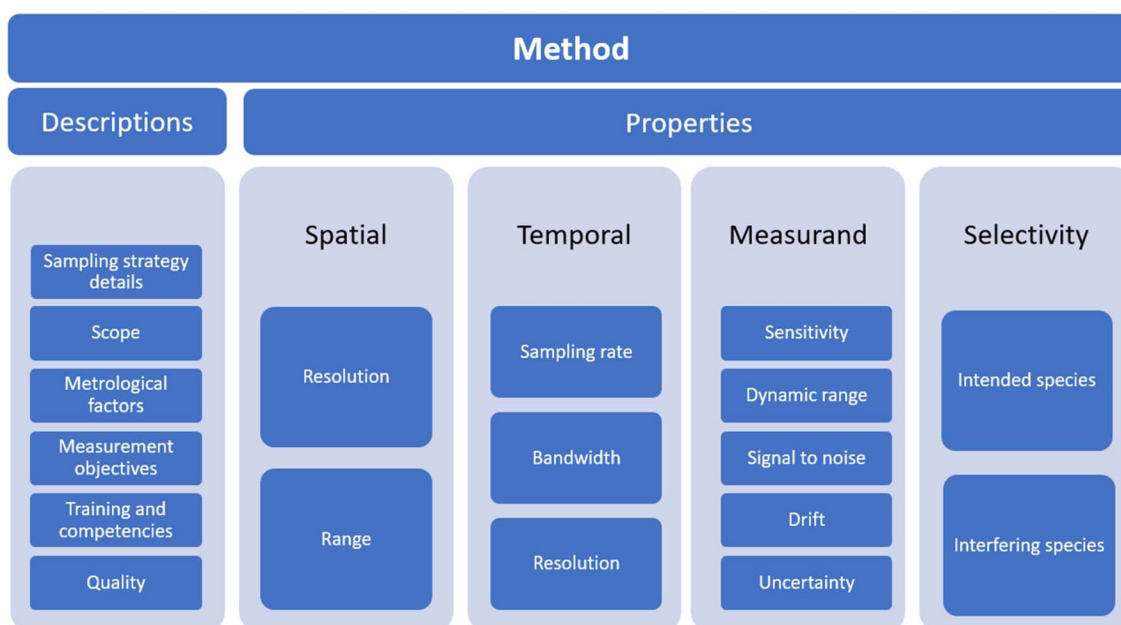 Method
Descriptions
Properties
Sampling strategy
details
Scope
Metrological
factors
Measurement
objectives
Training and
competencies
Quality
Spatial
Resolution
Range
Temporal
Sampling rate
Bandwidth
Resolution
Measurand
Sensitivity
Dynamic range
Signal to noise
Drift
Uncertainty
Selectivity
Intended species
Interfering species